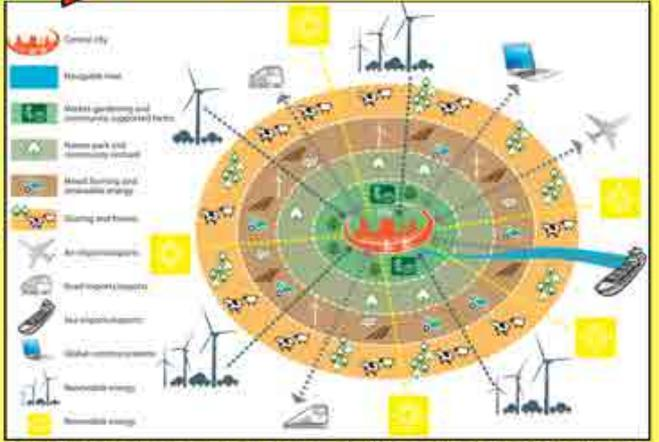 Central city
Navigable river
Market gardening and
community supported farms
Nature park and
community orchard
Mixed farming and
renewable energy
Grazing and forests
Air imports/exports
Road imports/exports
Sea imports/exports
Global communications
Renewable energy
Renewable energy